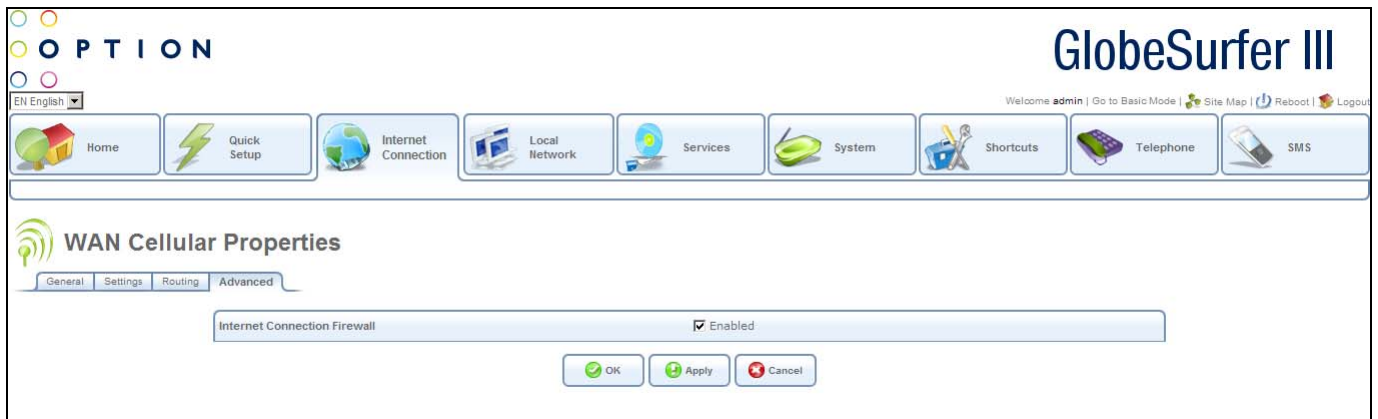 OPTION
GlobeSurfer III
EN English
Welcome admin | Go to Basic Mode | Site Map | Reboot | Logout
Home
Quick Setup
Internet Connection
Local Network
Services
System
Shortcuts
Telephone
SMS
WAN Cellular Properties
General
Settings
Routing
Advanced
Internet Connection Firewall
Enabled
OK
Apply
Cancel